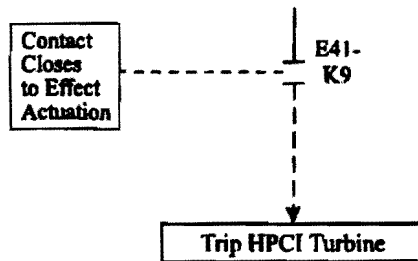 Contact
Closes
to Effect
Actuation
E41-
K9
Trip HPCI Turbine